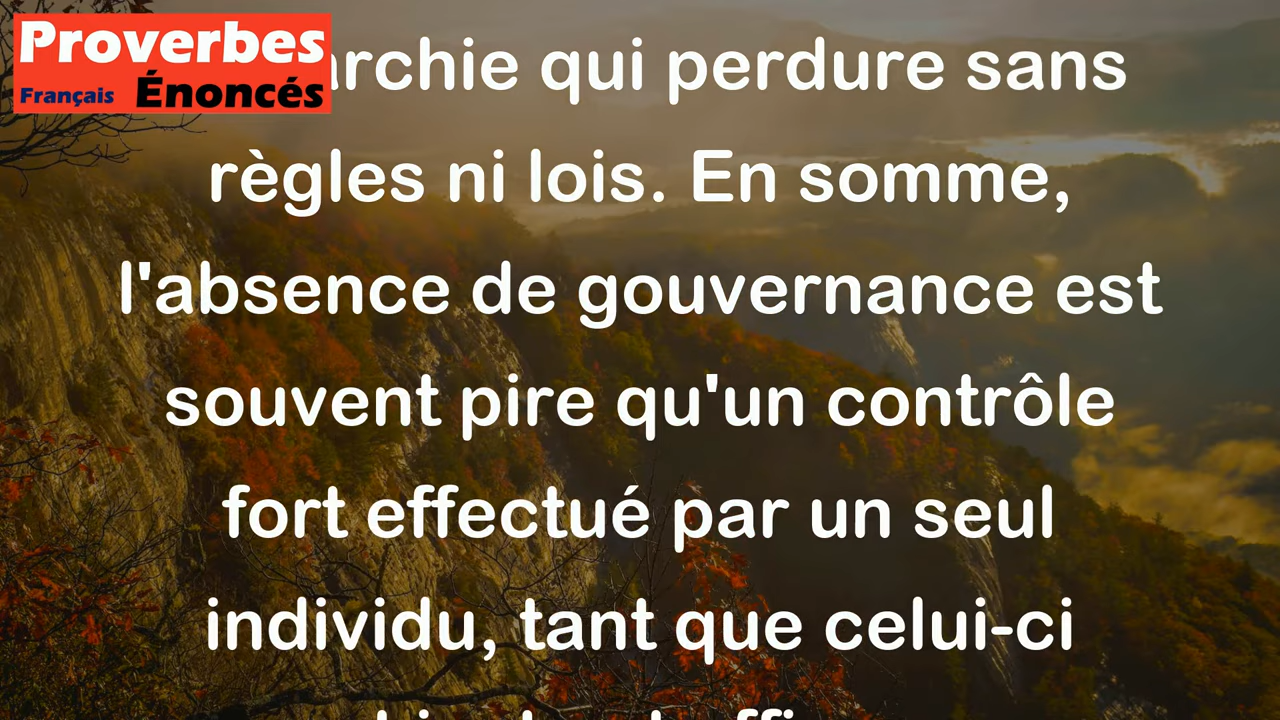 Proverbes
Français Énoncés
qui perdure sans
règles ni lois. En somme,
l'absence de gouvernance est
souvent pire qu'un contrôle
fort effectué par un seul
individu, tant que celui-ci